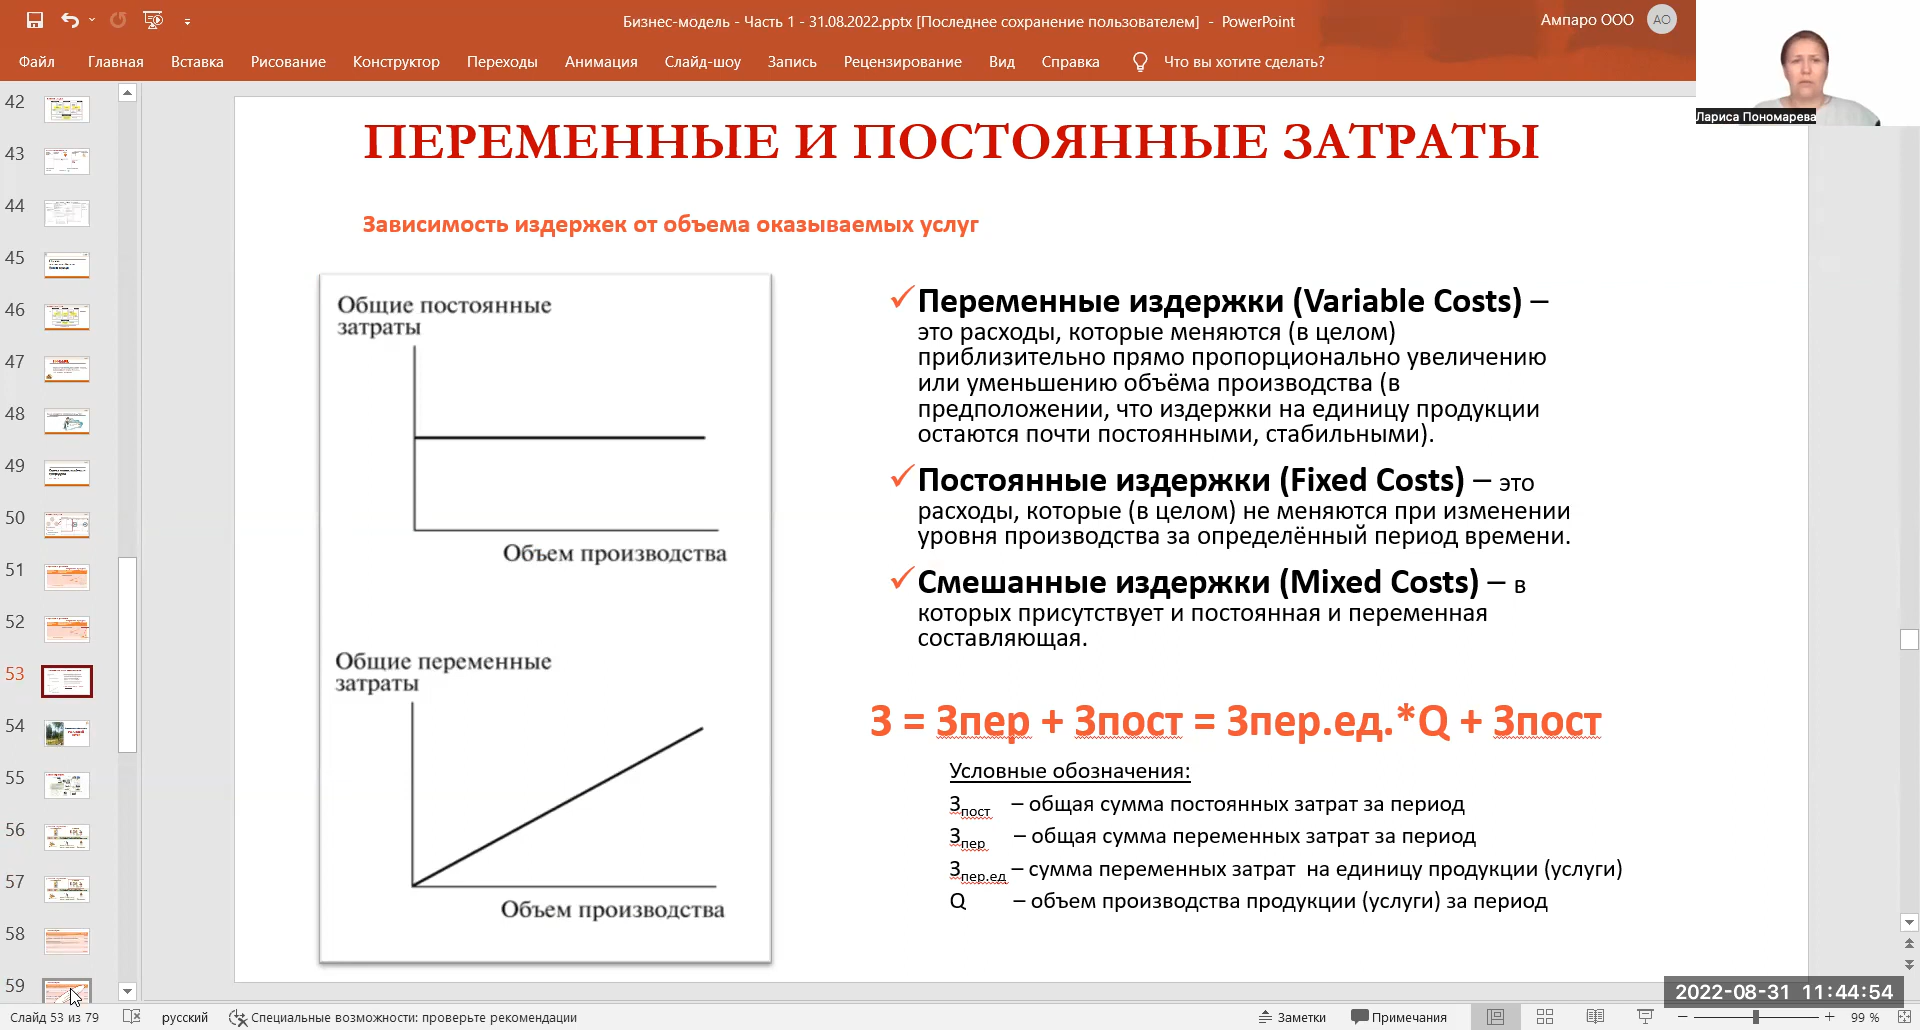 Бизнес-модель - Часть 1 - 31.08.2022.pptx [Последнее сохранение пользователем] - PowerPoint
Ампаро ООО
АО
Файл
Главная
Вставка
Рисование
Конструктор
Переходы
Анимация
Слайд-шоу
Запись
Рецензирование
Вид
Справка
Что вы хотите сделать?
Лариса Пономарева
42
43
44
45
46
47
48
49
50
51
52
53
54
55
56
57
58
59
ПЕРЕМЕННЫЕ И ПОСТОЯННЫЕ ЗАТРАТЫ
Зависимость издержек от объема оказываемых услуг
Общие постоянные
затраты
Объем производства
Общие переменные
затраты
Объем производства
Переменные издержки (Variable Costs) –
это расходы, которые меняются (в целом)
приблизительно прямо пропорционально увеличению
или уменьшению объёма производства (в
предположении, что издержки на единицу продукции
остаются почти постоянными, стабильными).
Постоянные издержки (Fixed Costs) – это
расходы, которые (в целом) не меняются при изменении
уровня производства за определённый период времени.
Смешанные издержки (Mixed Costs) – в
которых присутствует и постоянная и переменная
составляющая.
З = Зпер + Зпост = Зпер.ед.*Q + Зпост
Условные обозначения:
Зпост – общая сумма постоянных затрат за период
Зпер – общая сумма переменных затрат за период
Зпер.ед – сумма переменных затрат на единицу продукции (услуги)
Q – объем производства продукции (услуги) за период
2022-08-31 11:44:54
Слайд 53 из 79
русский
Специальные возможности: проверьте рекомендации
Заметки
Примечания
99 %